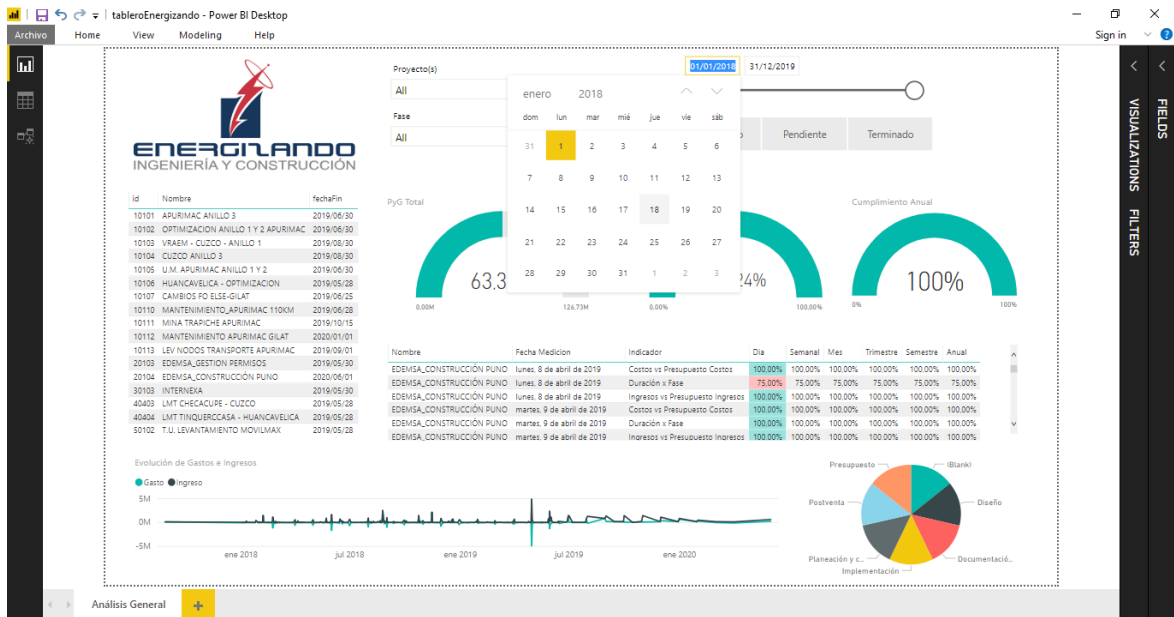 tableroEnergizando - Power BI Desktop
Archivo Home View Modeling Help Sign in
Proyecto(s)
All
Fase
All
01/01/2018 31/12/2019
enero 2018
dom lun mar mié jue vie sáb
31 1 2 3 4 5 6
7 8 9 10 11 12 13
14 15 16 17 18 19 20
21 22 23 24 25 26 27
28 29 30 31 1 2 3
Pendiente Terminado
ENERGIZANDO
INGENIERÍA Y CONSTRUCCIÓN
id Nombre fechaFin
10101 APURIMAC ANILLO 3 2019/06/30
10102 OPTIMIZACION ANILLO 1 Y 2 APURIMAC 2019/06/30
10103 VRAEM - CUZCO - ANILLO 1 2019/08/30
10104 CUZCO ANILLO 3 2019/08/30
10105 U.M. APURIMAC ANILLO 1 Y 2 2019/06/30
10106 HUANCAVELICA - OPTIMIZACION 2019/05/28
10107 CAMBIOS FO ELSE-GILAT 2019/06/25
10110 MANTENIMIENTO_APURIMAC 110KM 2019/06/28
10111 MINA TRAPICHE APURIMAC 2019/10/15
10112 MANTENIMIENTO APURIMAC GILAT 2020/01/01
10113 LEV NODOS TRANSPORTE APURIMAC 2019/09/01
20103 EDEMSA_GESTION PERMISOS 2019/05/30
20104 EDEMSA_CONSTRUCCIÓN PUNO 2020/06/01
30103 INTERNEXA 2019/05/30
40403 LMT CHECACUPE - CUZCO 2019/05/28
40404 LMT TINQUERCCASA - HUANCAVELICA 2019/05/28
50102 T.U. LEVANTAMIENTO MOVILMAX 2019/05/28
PyG Total
63,3
0,00M 126,73M
24%
0,00% 100,00%
Cumplimiento Anual
100%
0% 100%
Nombre Fecha Medicion Indicador Dia Semanal Mes Trimestre Semestre Anual
EDEMSA_CONSTRUCCIÓN PUNO lunes, 8 de abril de 2019 Costos vs Presupuesto Costos 100,00% 100,00% 100,00% 100,00% 100,00% 100,00%
EDEMSA_CONSTRUCCIÓN PUNO lunes, 8 de abril de 2019 Duración x Fase 75,00% 75,00% 75,00% 75,00% 75,00% 75,00%
EDEMSA_CONSTRUCCIÓN PUNO lunes, 8 de abril de 2019 Ingresos vs Presupuesto Ingresos 100,00% 100,00% 100,00% 100,00% 100,00% 100,00%
EDEMSA_CONSTRUCCIÓN PUNO martes, 9 de abril de 2019 Costos vs Presupuesto Costos 100,00% 100,00% 100,00% 100,00% 100,00% 100,00%
EDEMSA_CONSTRUCCIÓN PUNO martes, 9 de abril de 2019 Duración x Fase 100,00% 100,00% 100,00% 100,00% 100,00% 100,00%
EDEMSA_CONSTRUCCIÓN PUNO martes, 9 de abril de 2019 Ingresos vs Presupuesto Ingresos 100,00% 100,00% 100,00% 100,00% 100,00% 100,00%
Evolución de Gastos e Ingresos
Gasto Ingreso
5M
0M
-5M
ene 2018 jul 2018 ene 2019 jul 2019 ene 2020
Presupuesto (Blank)
Postventa Diseño
Planeación y c... Documentació...
Implementación
VISUALIZATIONS
FILTERS
FIELDS
Análisis General